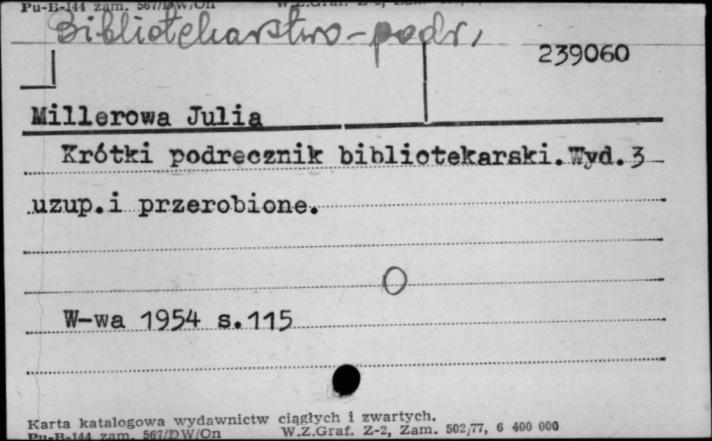 Pu-B-144 zam. 567/DW/On
Bibliotekarstwo-podr,
239060
Millerowa Julia
Krótki podrecznik bibliotekarski.Wyd.3
uzup.i przerobione.
W-wa 1954 s.115
Karta katalogowa wydawnictw ciągłych i zwartych.
Pu-B-144 zam. 567/DW/On W.Z.Graf. Z-2, Zam. 502/77, 6 400 000